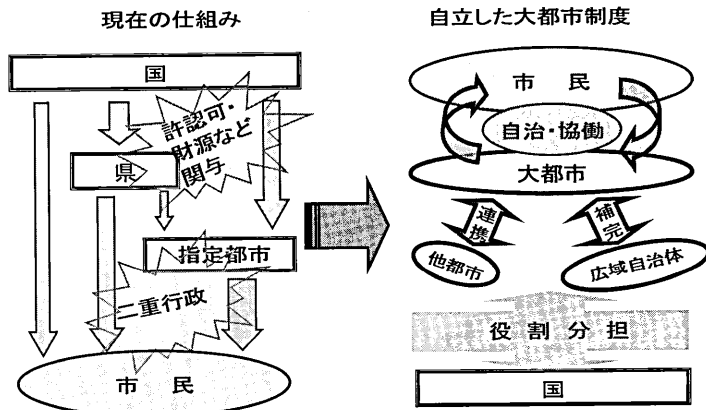 現在の仕組み
国
許認可・
財源など
関与
県
指定都市
二重行政
市 民
自立した大都市制度
市 民
自治・協働
大都市
連携
補完
他都市
広域自治体
役割分担
国